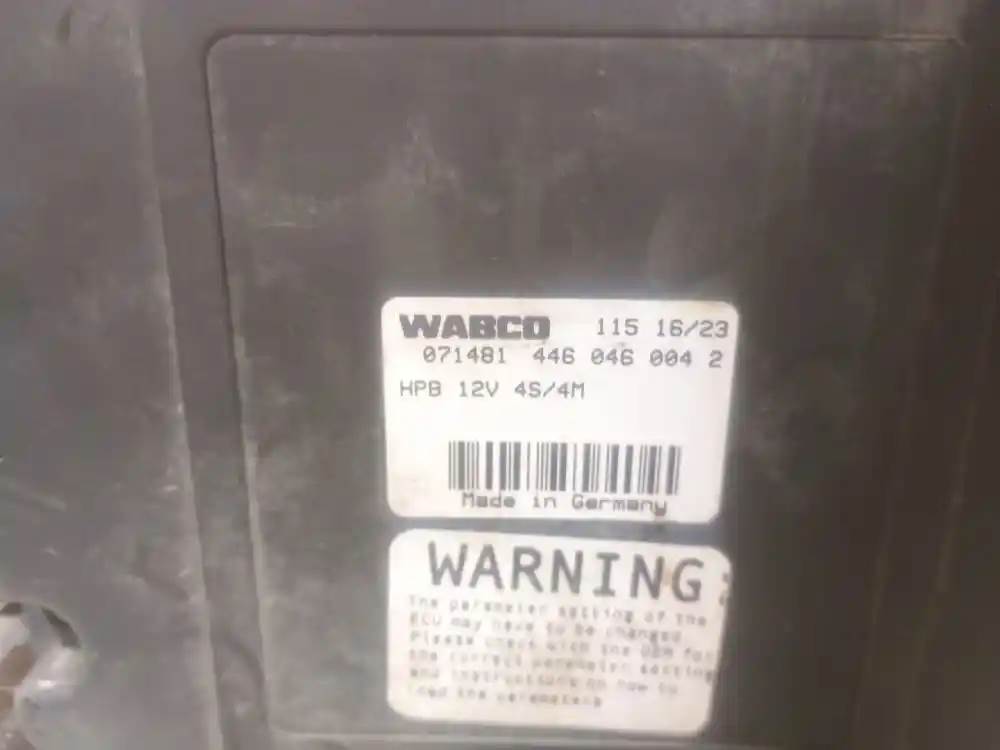 WABCO 115 16/23
071481 446 046 004 2
HPB 12V 4S/4M
Made in Germany
WARNING:
The parameter setting of the
ECU may have to be changed.
Please check with the OEM for
the correct parameter setting
and instructions on how to
load the parameters